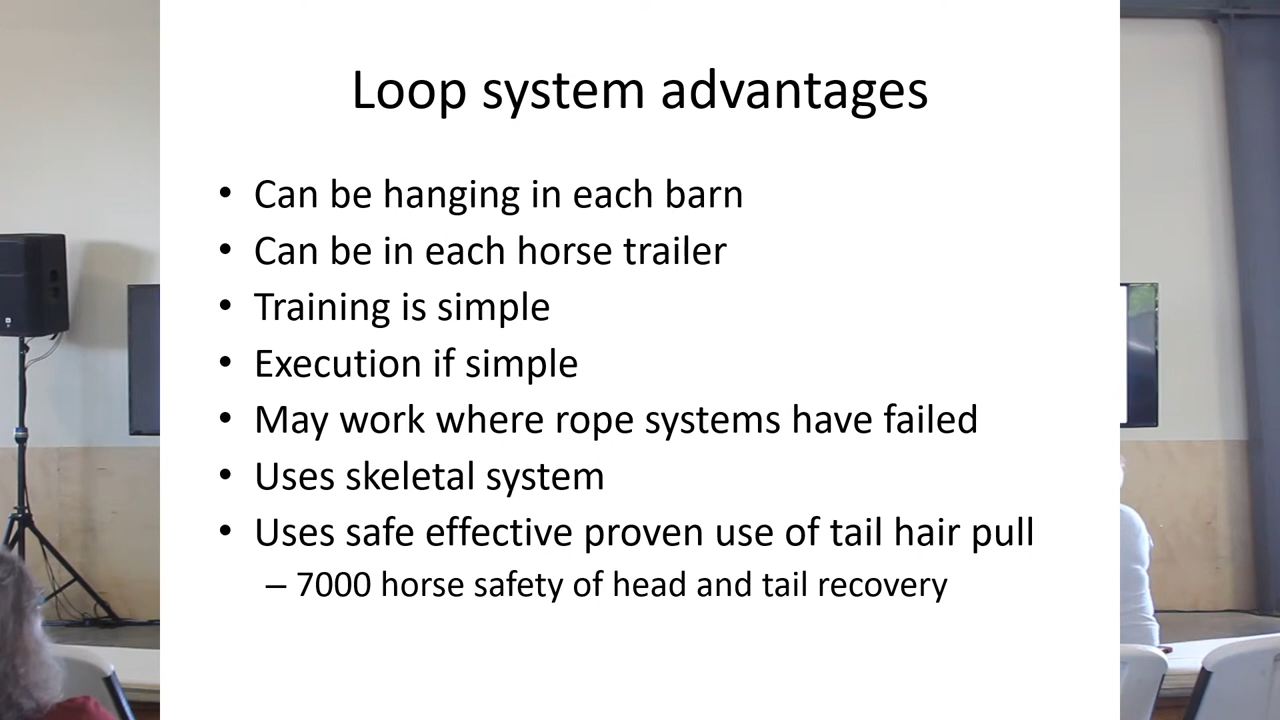 Loop system advantages
• Can be hanging in each barn
• Can be in each horse trailer
• Training is simple
• Execution if simple
• May work where rope systems have failed
• Uses skeletal system
• Uses safe effective proven use of tail hair pull
– 7000 horse safety of head and tail recovery